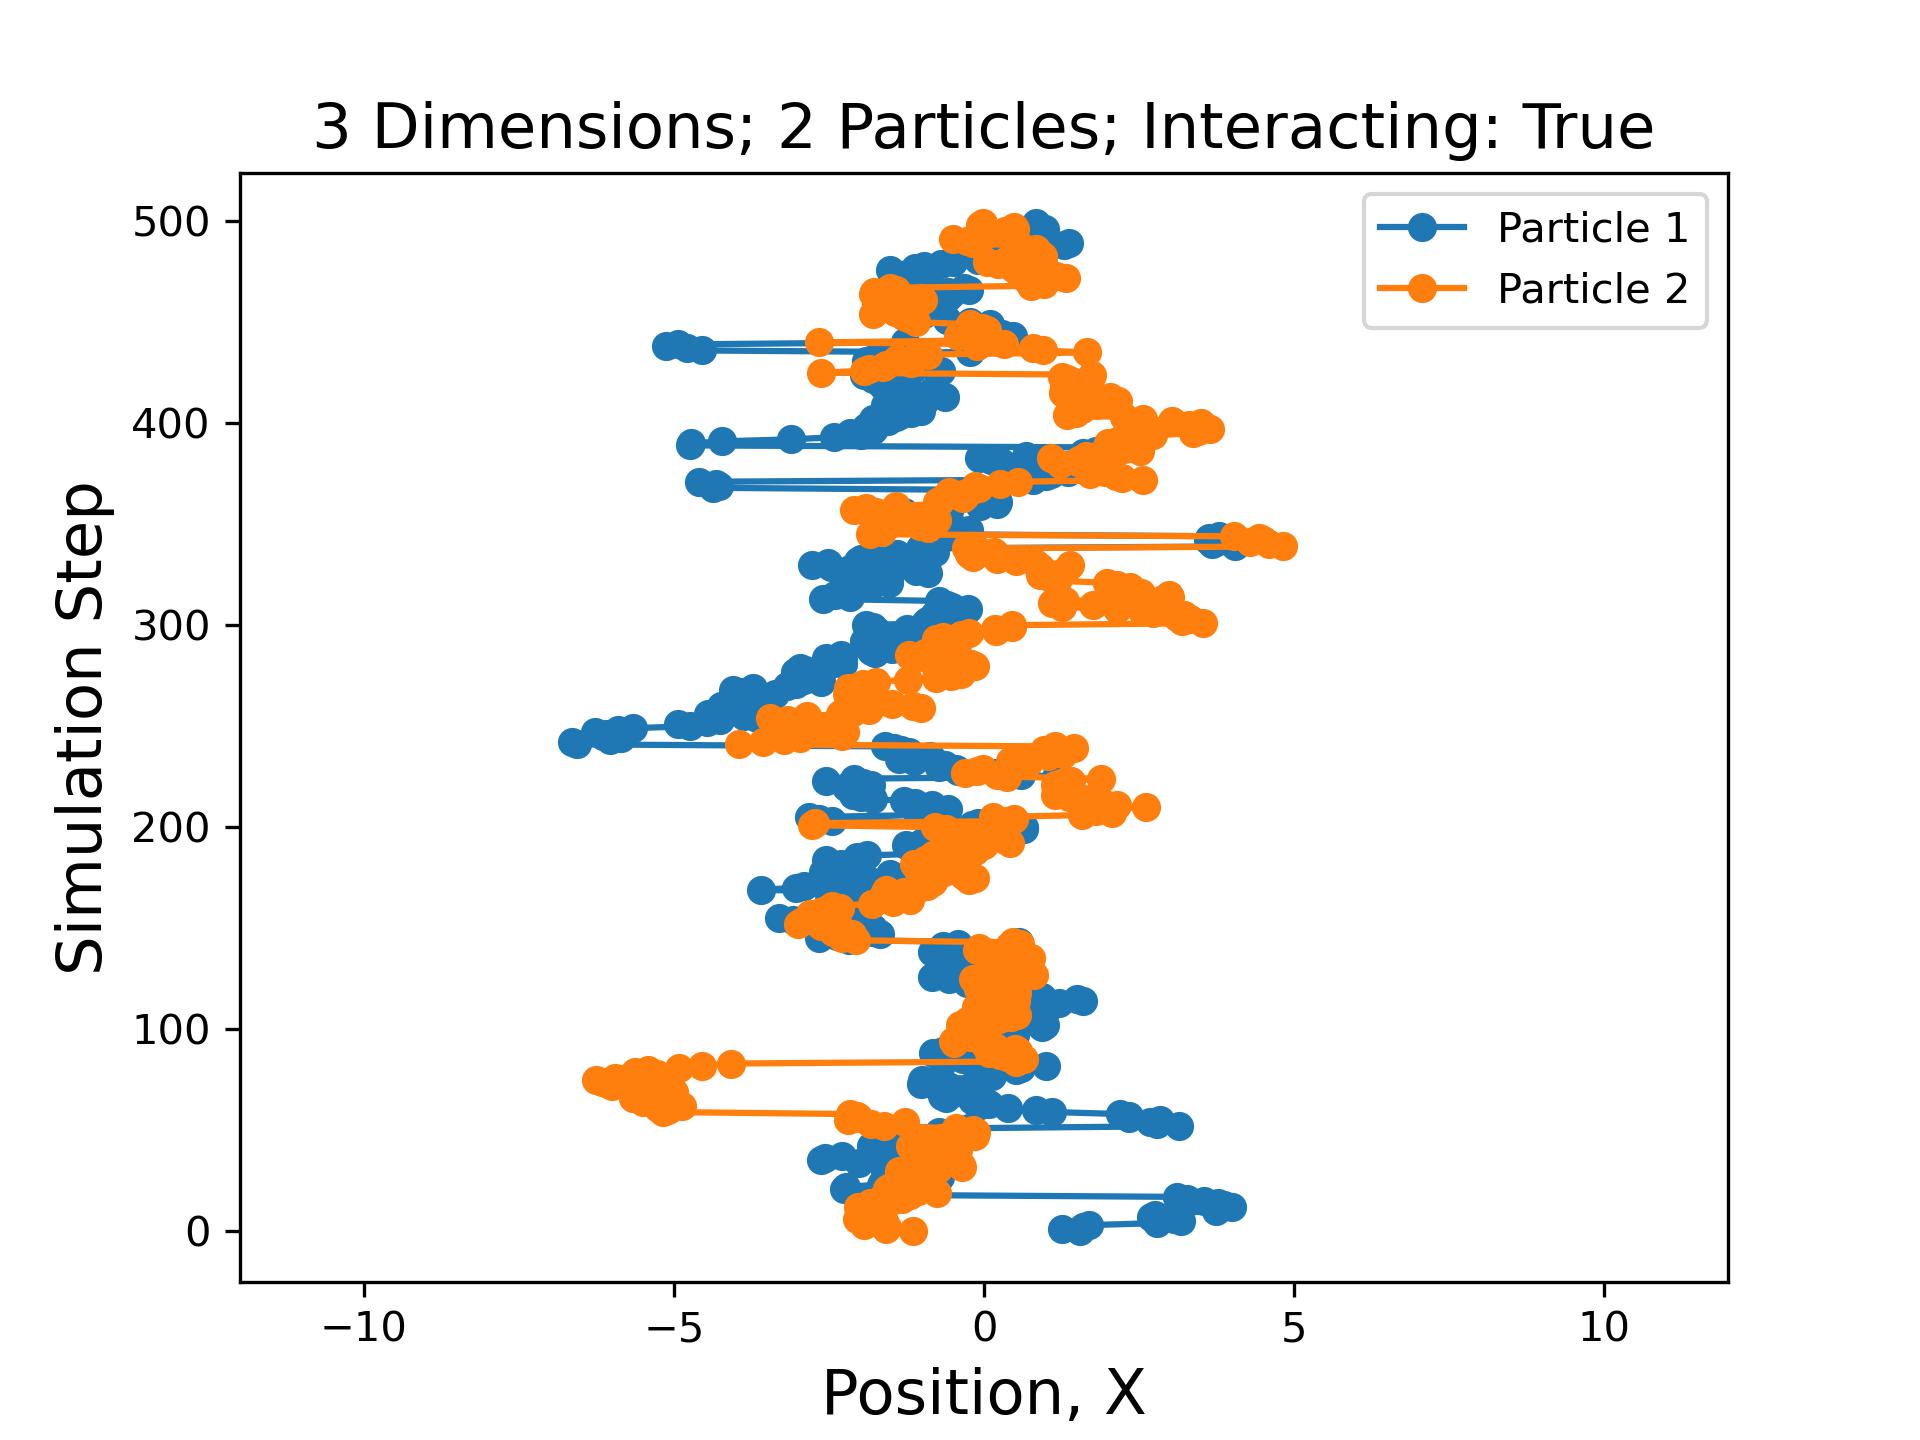 3 Dimensions; 2 Particles; Interacting: True
Particle 1
Particle 2
Simulation Step
500
400
300
200
100
0
−10
−5
0
5
10
Position, X